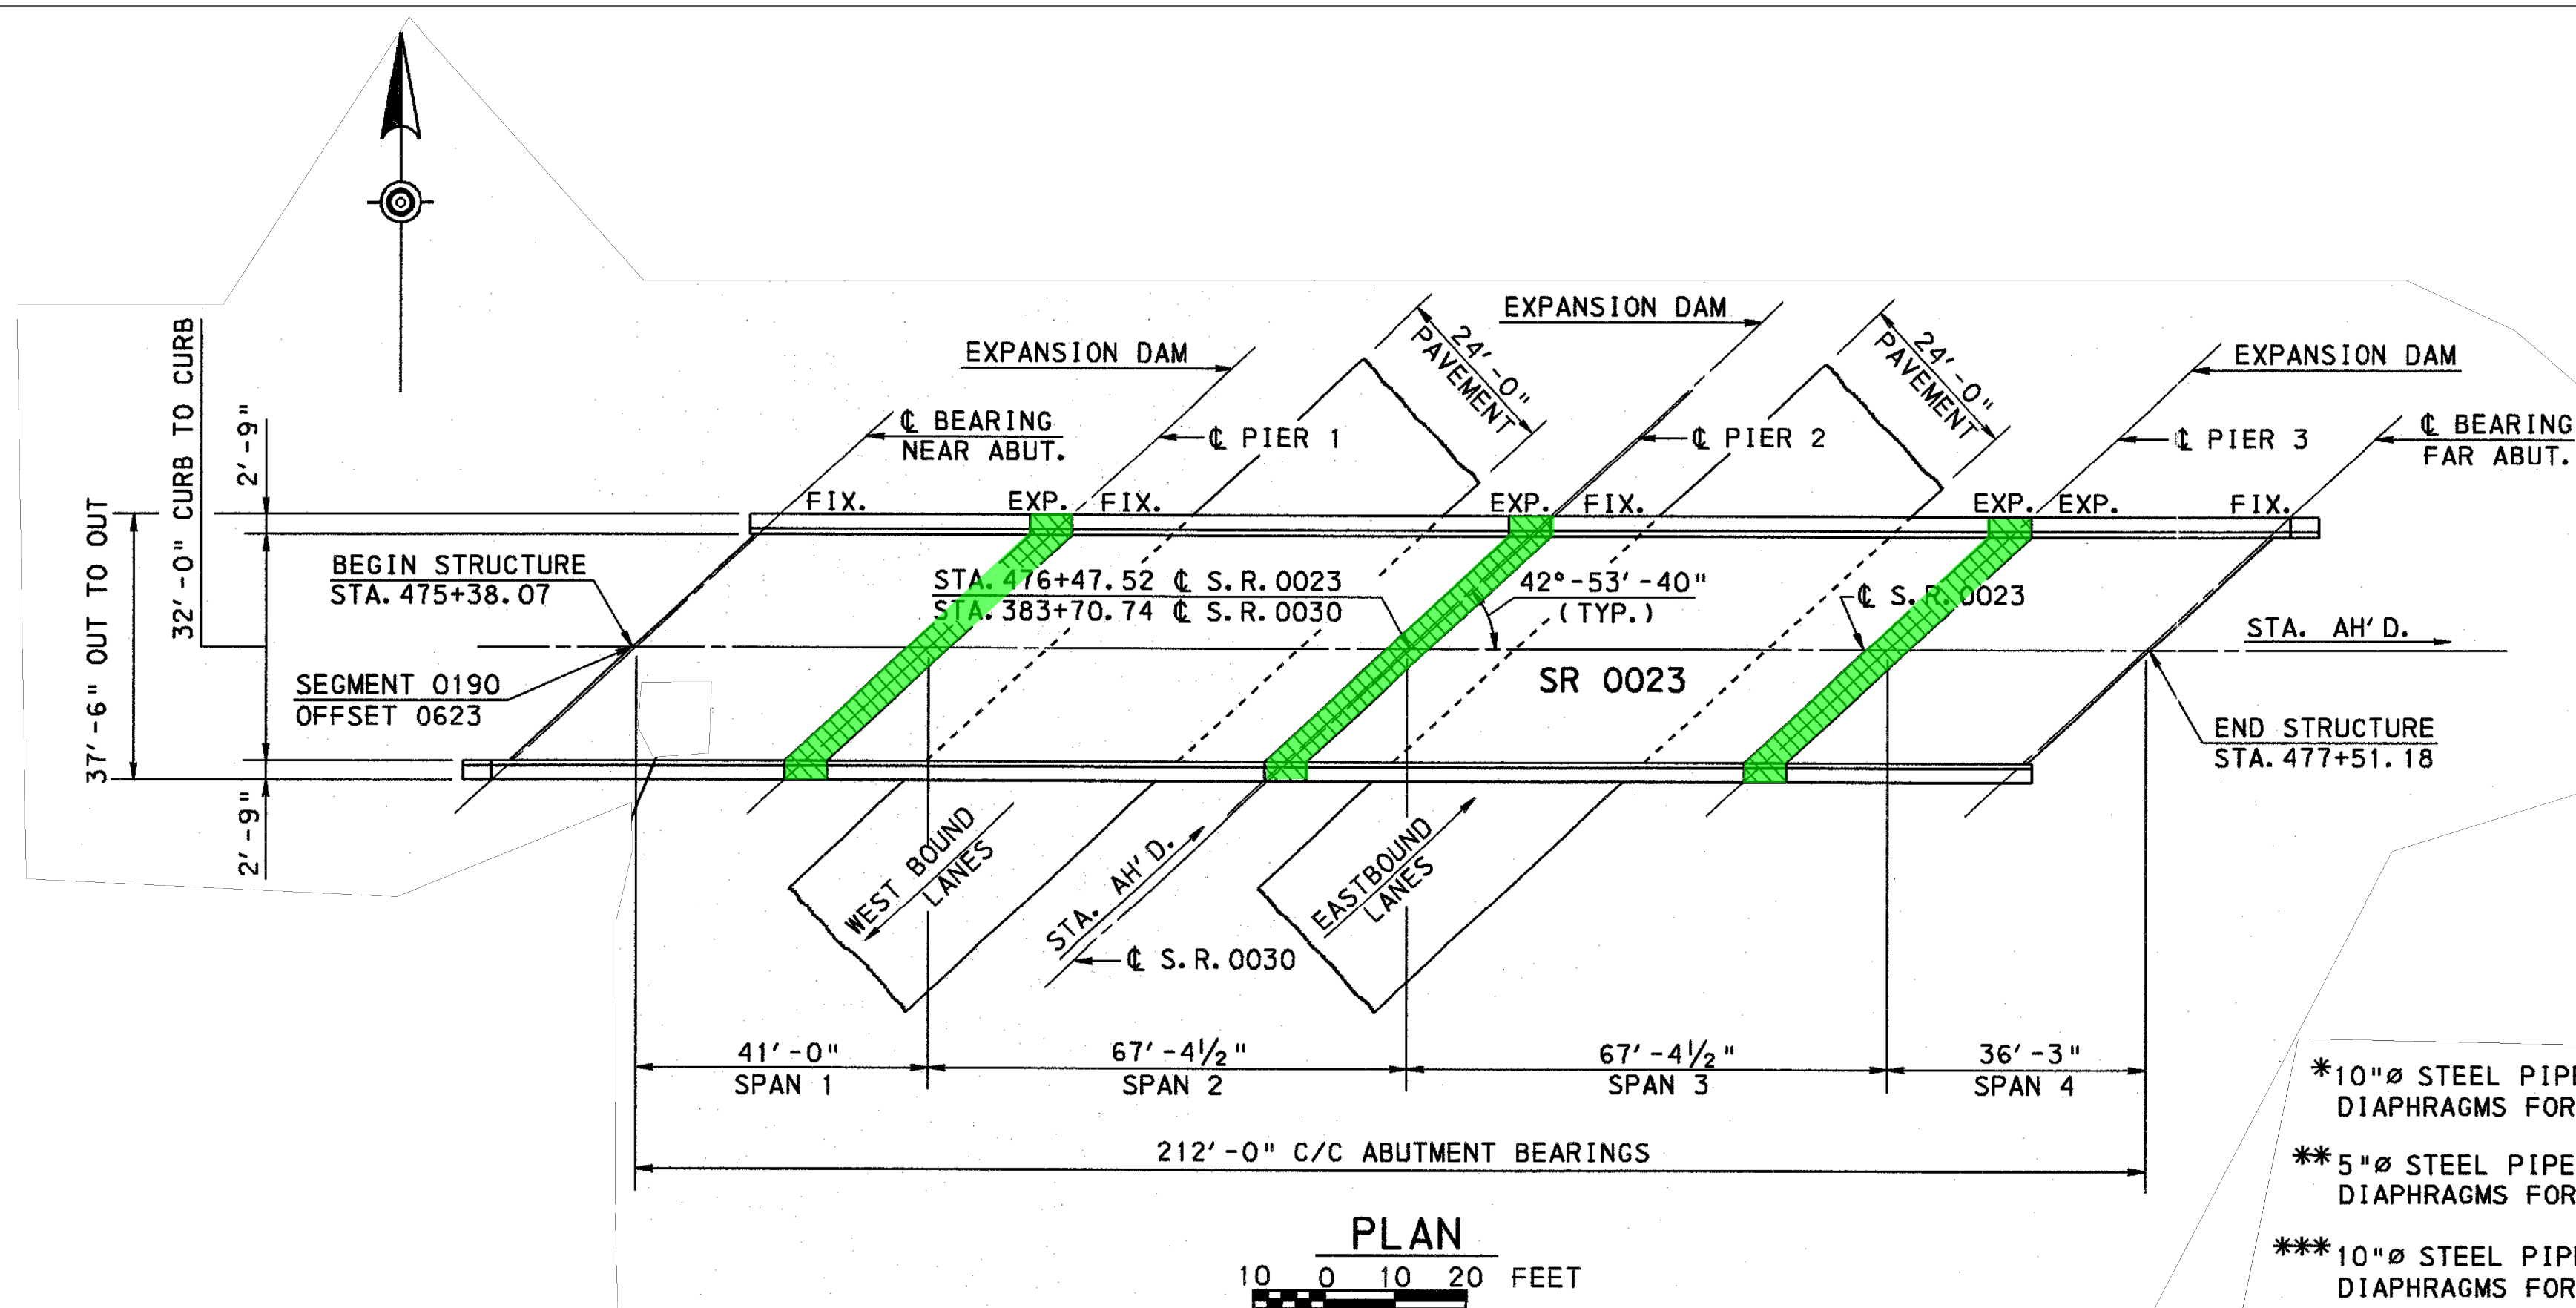 EXPANSION DAM
EXPANSION DAM
EXPANSION DAM
24'-0"
PAVEMENT
24'-0"
PAVEMENT
32'-0" CURB TO CURB
2'-9"
37'-6" OUT TO OUT
2'-9"
℄ BEARING
NEAR ABUT.
℄ PIER 1
℄ PIER 2
℄ PIER 3
℄ BEARING
FAR ABUT.
FIX.
EXP.
FIX.
EXP.
FIX.
EXP.
EXP.
FIX.
BEGIN STRUCTURE
STA. 475+38.07
STA. 476+47.52 ℄ S.R. 0023
STA. 383+70.74 ℄ S.R. 0030
42°-53'-40"
(TYP.)
℄ S.R. 0023
STA. AH'D.
SEGMENT 0190
OFFSET 0623
SR 0023
END STRUCTURE
STA. 477+51.18
WEST BOUND
LANES
STA. AH'D.
EASTBOUND
LANES
℄ S.R. 0030
41'-0"
SPAN 1
67'-4½"
SPAN 2
67'-4½"
SPAN 3
36'-3"
SPAN 4
212'-0" C/C ABUTMENT BEARINGS
*10"ø STEEL PIP
DIAPHRAGMS FOR
**5"ø STEEL PIPE
DIAPHRAGMS FOR
***10"ø STEEL PIP
DIAPHRAGMS FOR
PLAN
10 0 10 20 FEET